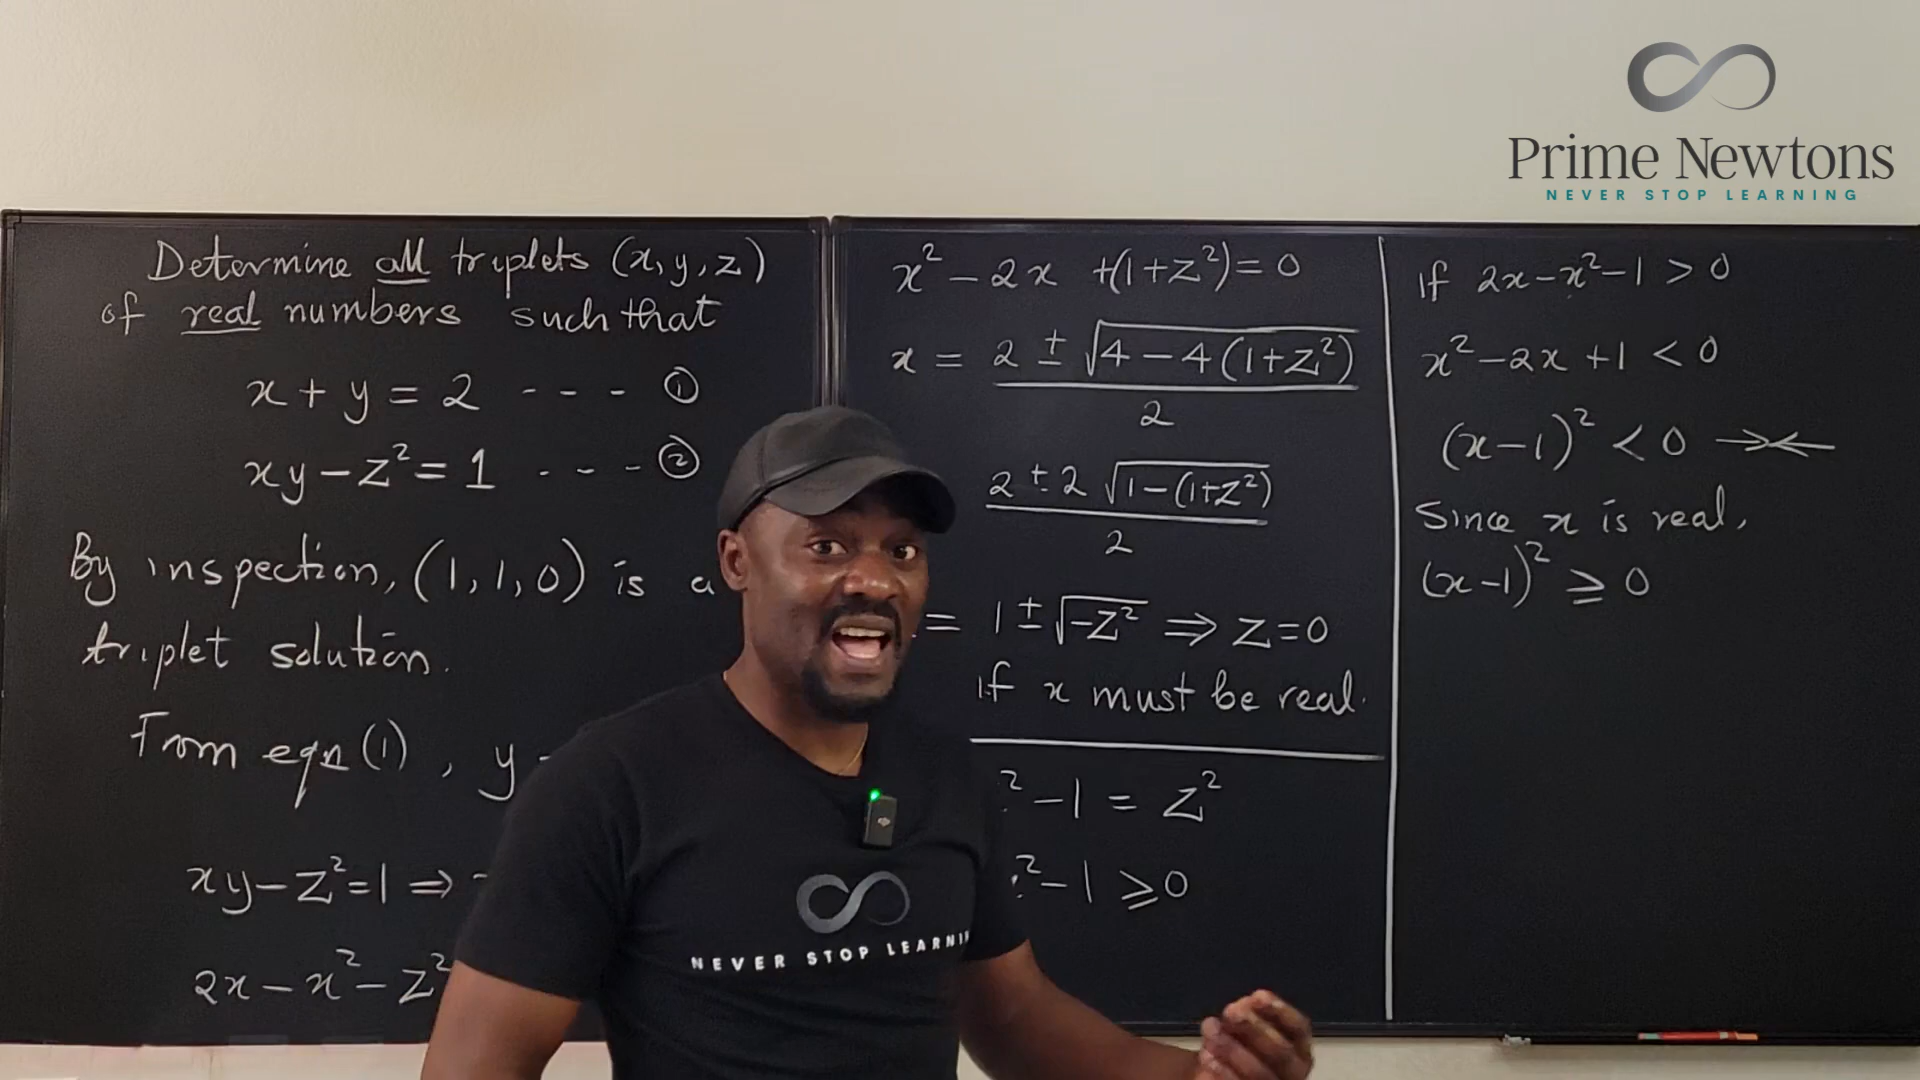 Prime Newtons
NEVER STOP LEARNING
Determine all triplets (x, y, z)
of real numbers such that
x + y = 2 - - - ①
xy - z² = 1 - - - ②
By inspection, (1, 1, 0) is a
triplet solution.
From eqn (1), y
xy - z² = 1 ⇒
2x - x² - z²
x² - 2x + (1 + z²) = 0
x = 2 ± √4 - 4(1 + z²)
2
2 ± 2 √1 - (1 + z²)
2
= 1 ± √-z² ⇒ z = 0
if x must be real.
² - 1 = z²
² - 1 ≥ 0
if 2x - x² - 1 > 0
x² - 2x + 1 < 0
(x - 1)² < 0 →←
Since x is real,
(x - 1)² ≥ 0
NEVER STOP LEARNIN